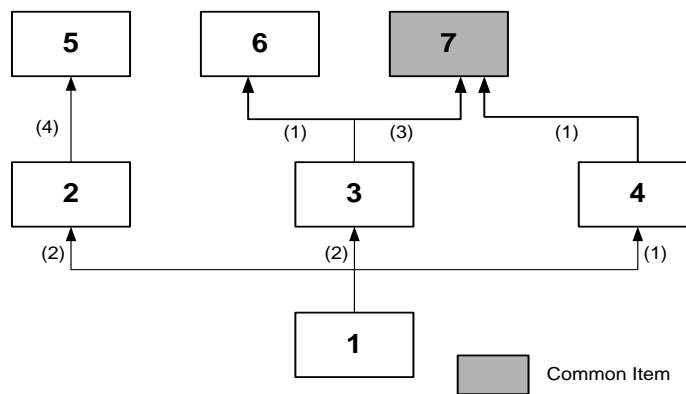 5 6 7
(4) (1) (3) (1)
2 3 4
(2) (2) (1)
1
Common Item